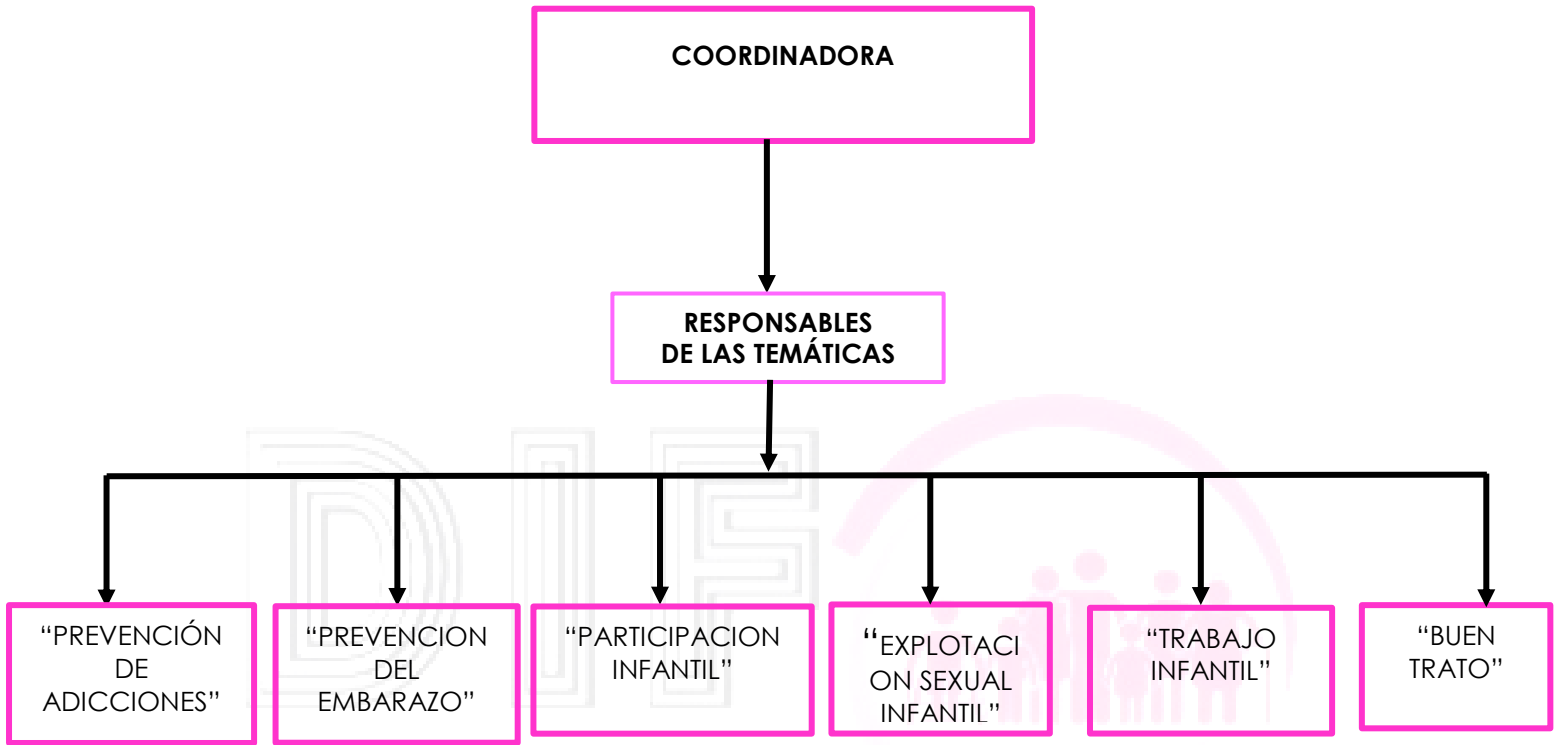 COORDINADORA
RESPONSABLES
DE LAS TEMÁTICAS
DIF
“PREVENCIÓN
DE
ADICCIONES”
“PREVENCION
DEL
EMBARAZO”
“PARTICIPACION
INFANTIL”
“EXPLOTACI
ON SEXUAL
INFANTIL”
“TRABAJO
INFANTIL”
“BUEN
TRATO”